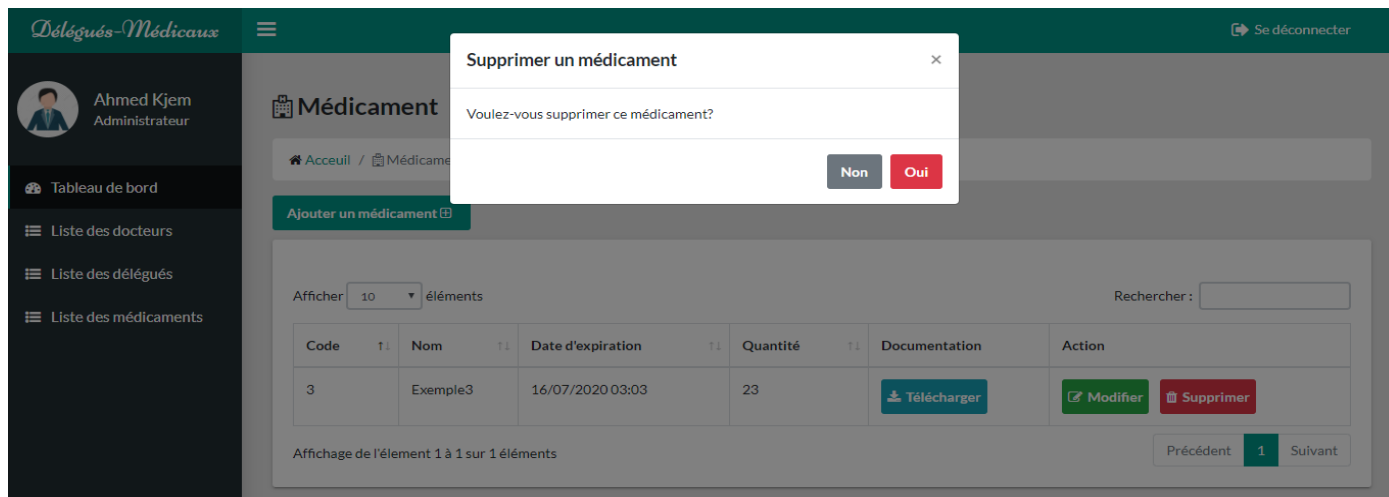 Délégués-Médicaux
Se déconnecter
Supprimer un médicament ×
Ahmed Kjem
Administrateur
Médicament
Voulez-vous supprimer ce médicament?
Acceuil / Médicame
Non Oui
Tableau de bord
Ajouter un médicament
Liste des docteurs
Liste des délégués
Afficher 10 éléments Rechercher :
Liste des médicaments
Code Nom Date d'expiration Quantité Documentation Action
3 Exemple3 16/07/2020 03:03 23 Télécharger Modifier Supprimer
Affichage de l'élement 1 à 1 sur 1 éléments Précédent 1 Suivant